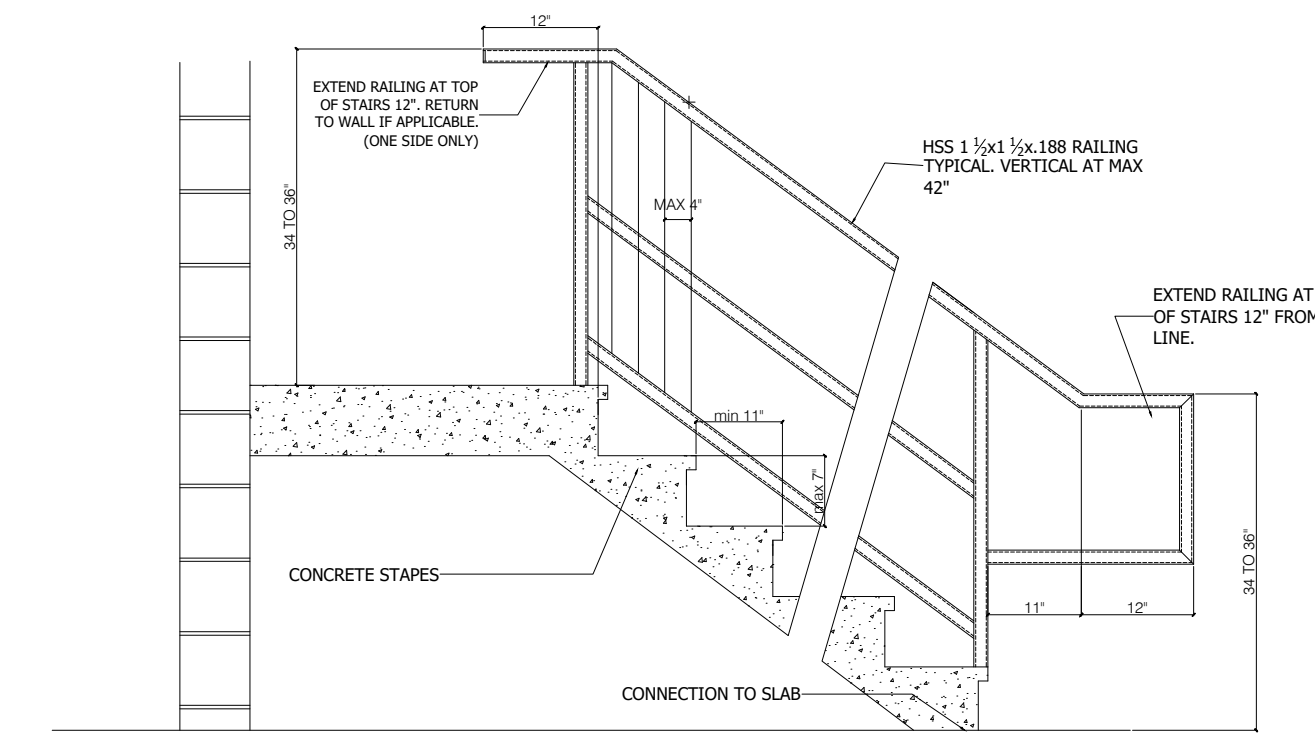 12"
EXTEND RAILING AT TOP
OF STAIRS 12". RETURN
TO WALL IF APPLICABLE.
(ONE SIDE ONLY)
34 TO 36"
HSS 1 ½x1 ½x.188 RAILING
TYPICAL. VERTICAL AT MAX
42"
MAX 4"
EXTEND RAILING AT
OF STAIRS 12" FROM
LINE.
min 11"
max 7"
CONCRETE STAPES
34 TO 36"
11"
12"
CONNECTION TO SLAB